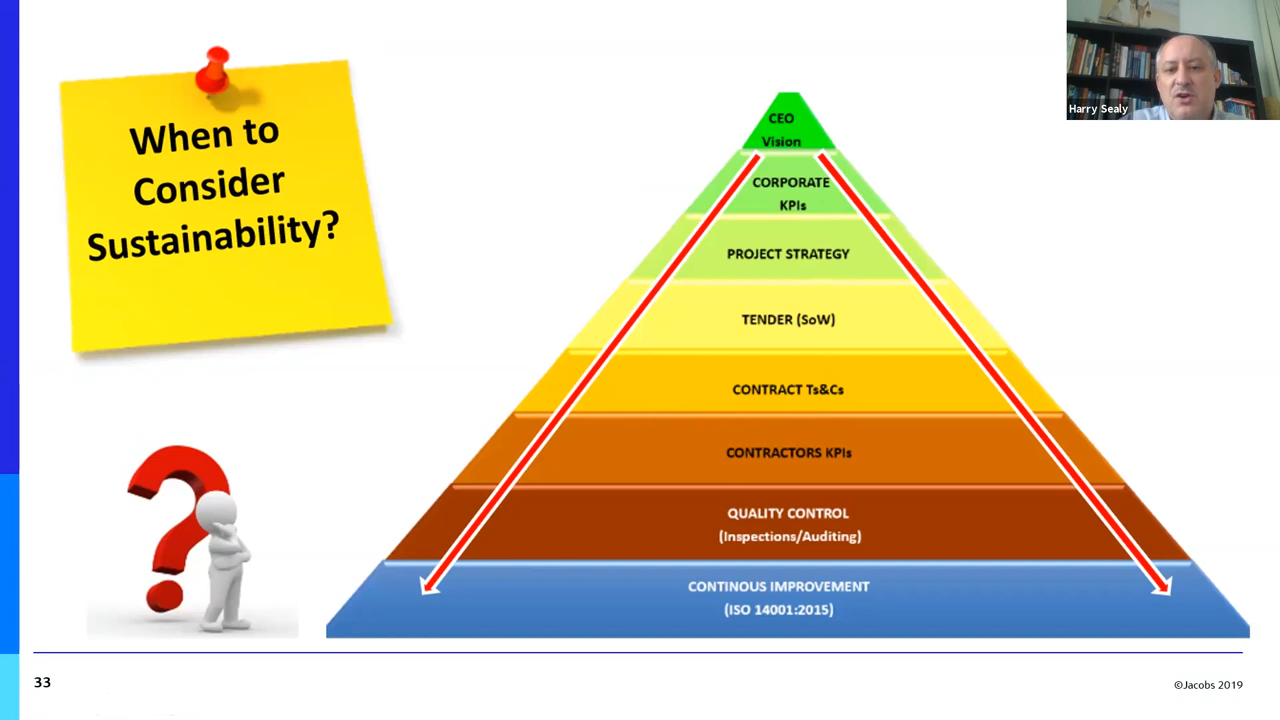 When to
Consider
Sustainability?
Harry Sealy
CEO
Vision
CORPORATE
KPIs
PROJECT STRATEGY
TENDER (SoW)
CONTRACT Ts&Cs
CONTRACTORS KPIs
QUALITY CONTROL
(Inspections/Auditing)
CONTINOUS IMPROVEMENT
(ISO 14001:2015)
33
©Jacobs 2019